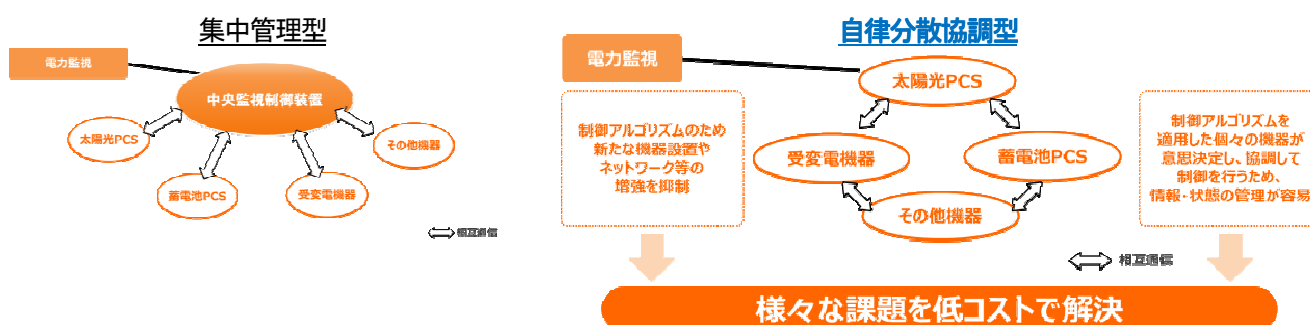 集中管理型
電力監視
中央監視制御装置
太陽光PCS
その他機器
蓄電池PCS
受変電機器
相互通信
自律分散協調型
電力監視
太陽光PCS
制御アルゴリズムのため
新たな機器設置や
ネットワーク等の
増強を抑制
受変電機器
蓄電池PCS
その他機器
制御アルゴリズムを
適用した個々の機器が
意思決定し、協調して
制御を行うため、
情報・状態の管理が容易
相互通信
様々な課題を低コストで解決